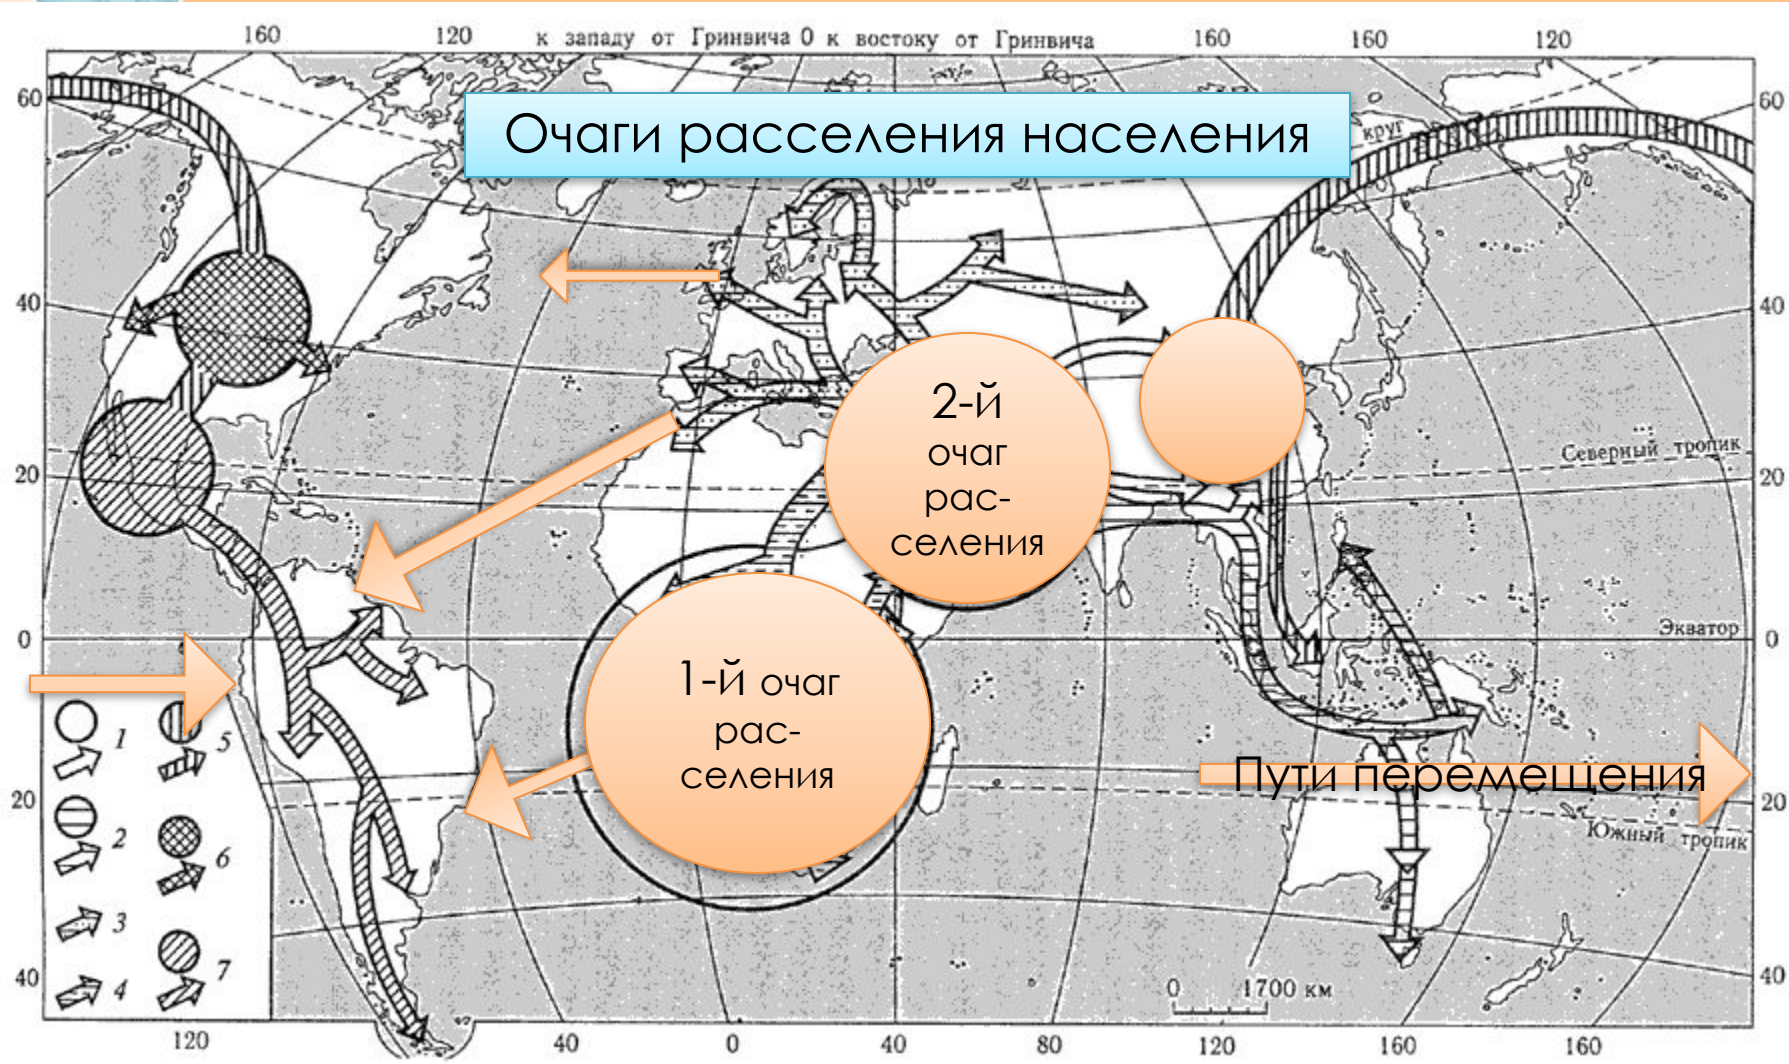 160 120 к западу от Гринвича 0 к востоку от Гринвича 160 160 120
Очаги расселения населения
круг
60 60
40 40
2-й
очаг
рас-
селения
Северный тропик
20 20
Экватор
0 0
1-й очаг
рас-
селения
1 5
Пути перемещения
20 20
2 6
Южный тропик
3 7
4
40 40
0 1700 км
120 40 0 40 80 120 160 160